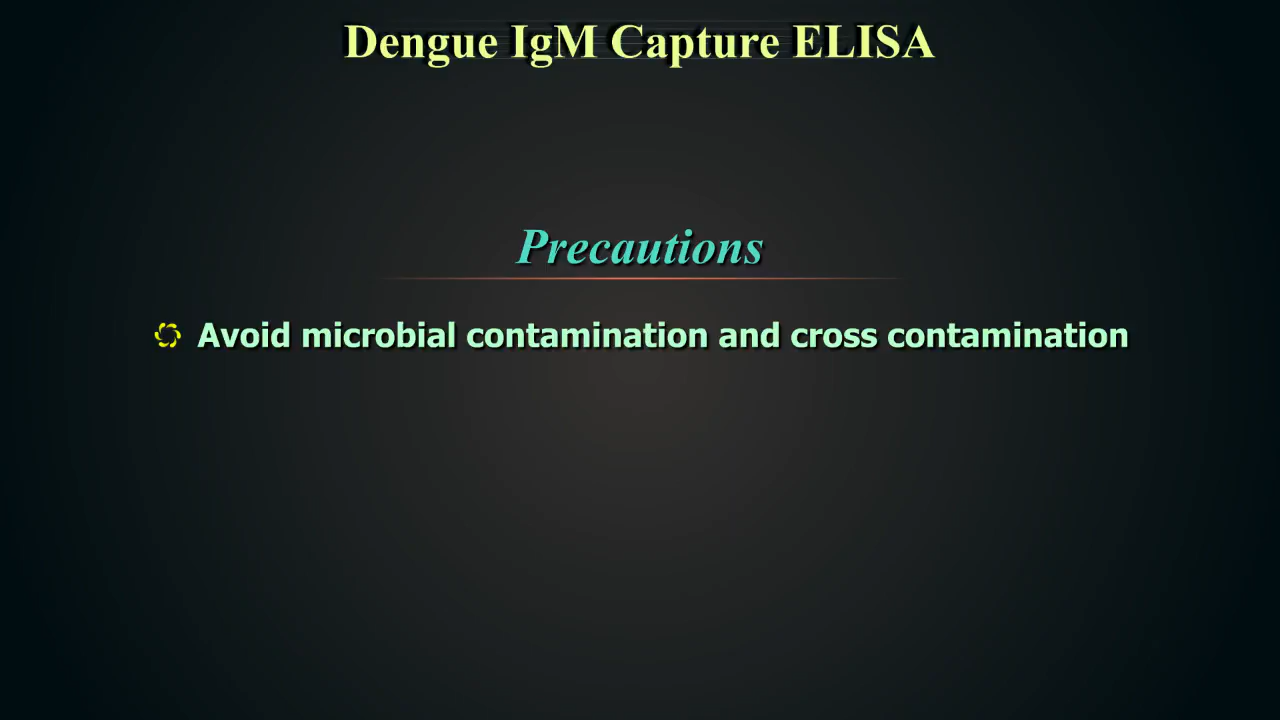 Dengue IgM Capture ELISA
Precautions
Avoid microbial contamination and cross contamination